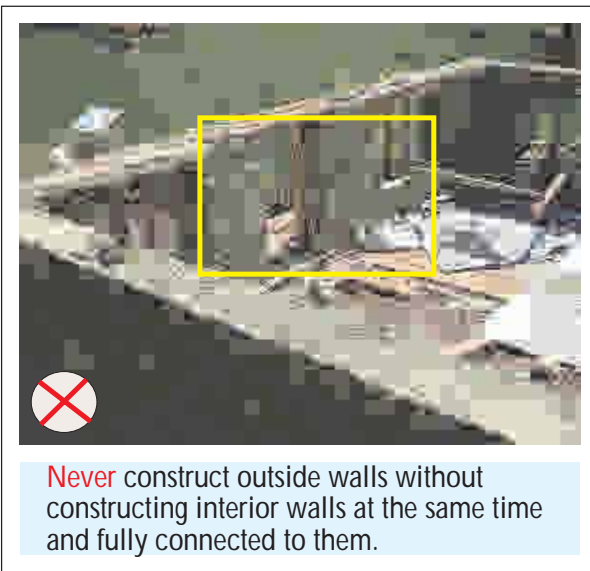 Never construct outside walls without
constructing interior walls at the same time
and fully connected to them.